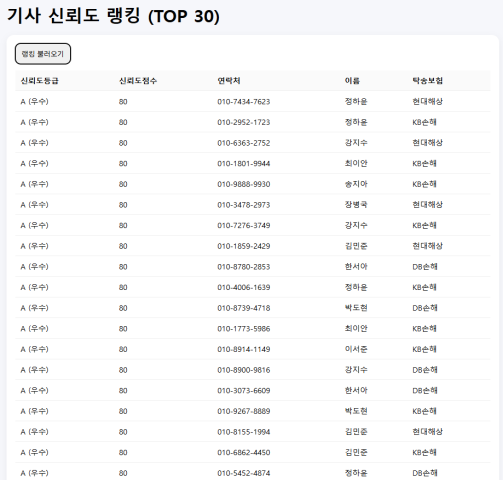 기사 신뢰도 랭킹 (TOP 30)
랭킹 불러오기
신뢰도등급 신뢰도점수 연락처 이름 탁송보험
A (우수) 80 010-7434-7623 정하윤 현대해상
A (우수) 80 010-2952-1723 정하윤 KB손해
A (우수) 80 010-6363-2752 강지수 현대해상
A (우수) 80 010-1801-9944 최이안 KB손해
A (우수) 80 010-9888-9930 송지아 KB손해
A (우수) 80 010-3478-2973 장병국 현대해상
A (우수) 80 010-7276-3749 강지수 KB손해
A (우수) 80 010-1859-2429 김민준 현대해상
A (우수) 80 010-8780-2853 한서아 DB손해
A (우수) 80 010-4006-1639 정하윤 KB손해
A (우수) 80 010-8739-4718 박도현 DB손해
A (우수) 80 010-1773-5986 최이안 KB손해
A (우수) 80 010-8914-1149 이서준 KB손해
A (우수) 80 010-8900-9816 강지수 DB손해
A (우수) 80 010-3073-6609 한서아 DB손해
A (우수) 80 010-9267-8889 박도현 KB손해
A (우수) 80 010-8155-1994 김민준 현대해상
A (우수) 80 010-6862-4450 김민준 KB손해
A (우수) 80 010-5452-4874 정하윤 DB손해